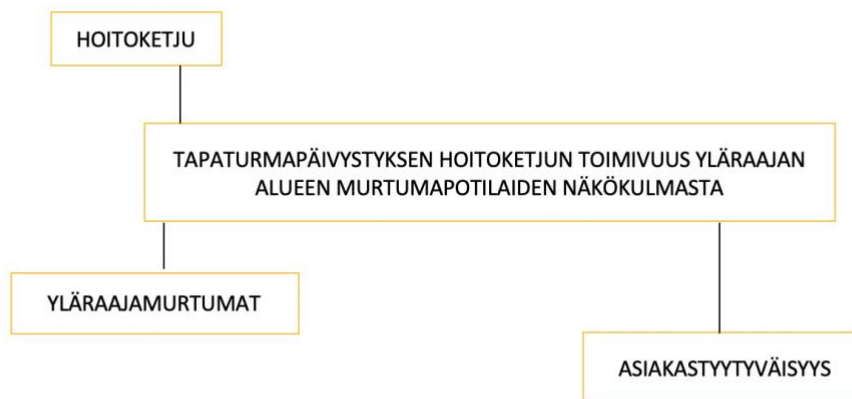 HOITOKETJU
TAPATURMAPÄIVYSTYKSEN HOITOKETJUN TOIMIVUUS YLÄRAAJAN
ALUEEN MURTUMAPOTILAIDEN NÄKÖKULMASTA
YLÄRAAJAMURTUMAT
ASIAKASTYYTYVÄISYYS